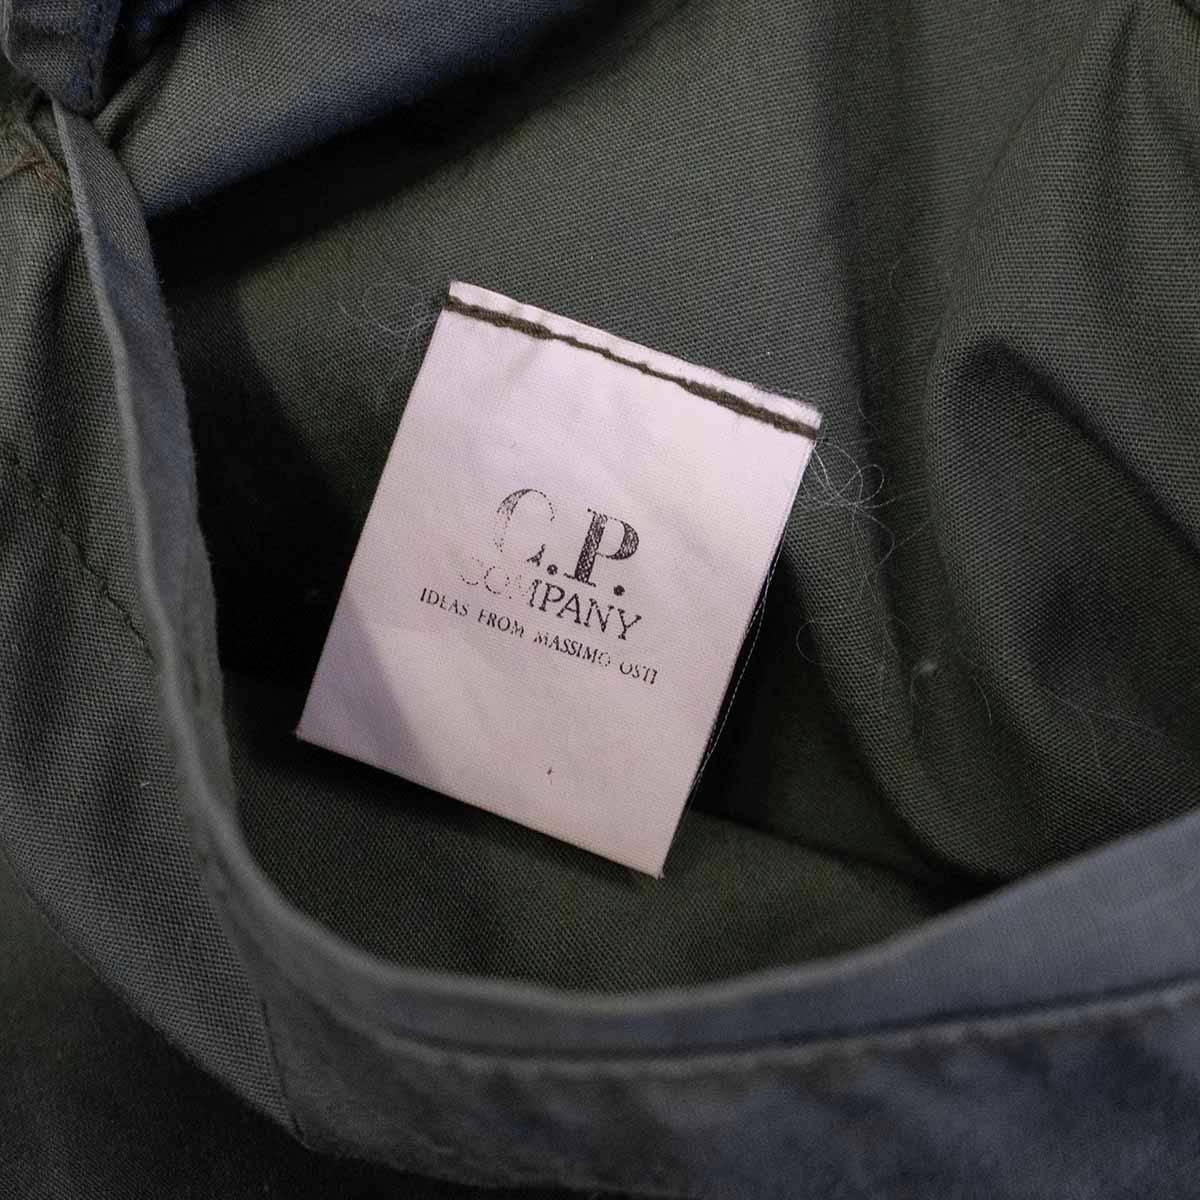 C.P.
COMPANY
IDEAS FROM MASSIMO OSTI